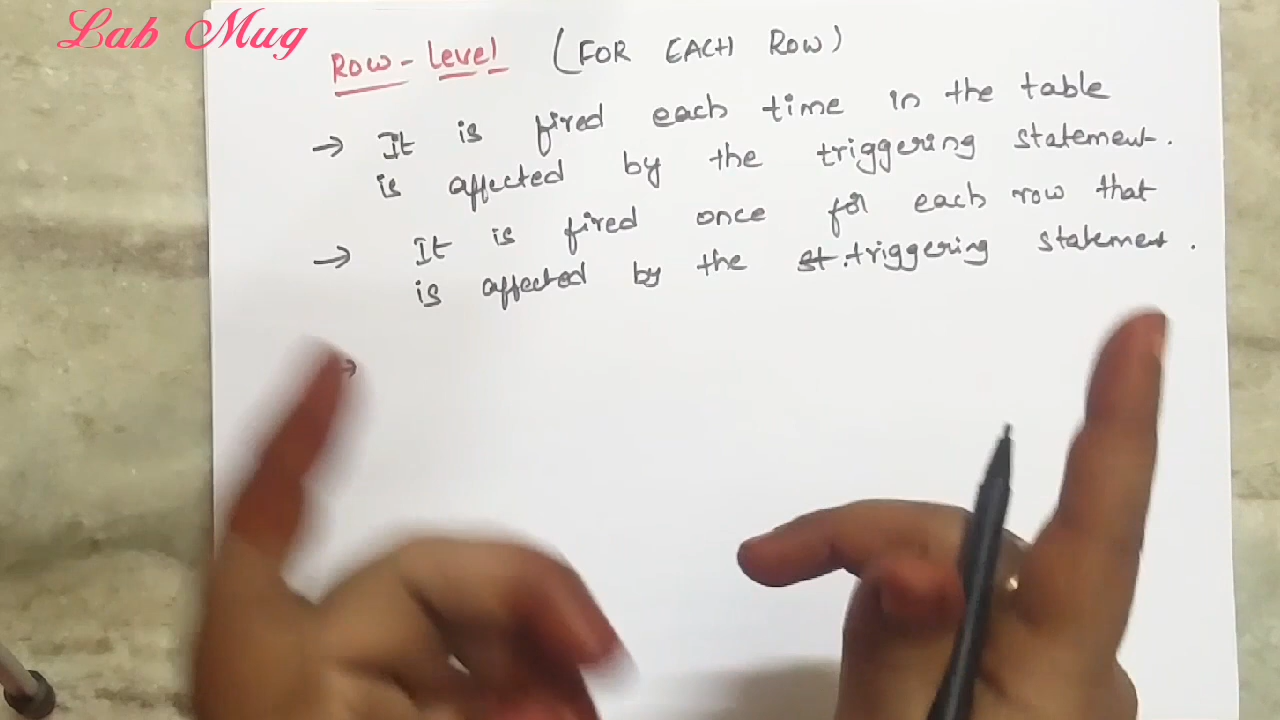 Lab Mug
Row-Level (FOR EACH ROW)
→ It is fired each time in the table
is affected by the triggering statement.
→ It is fired once for each row that
is affected by the st. triggering statement.
→